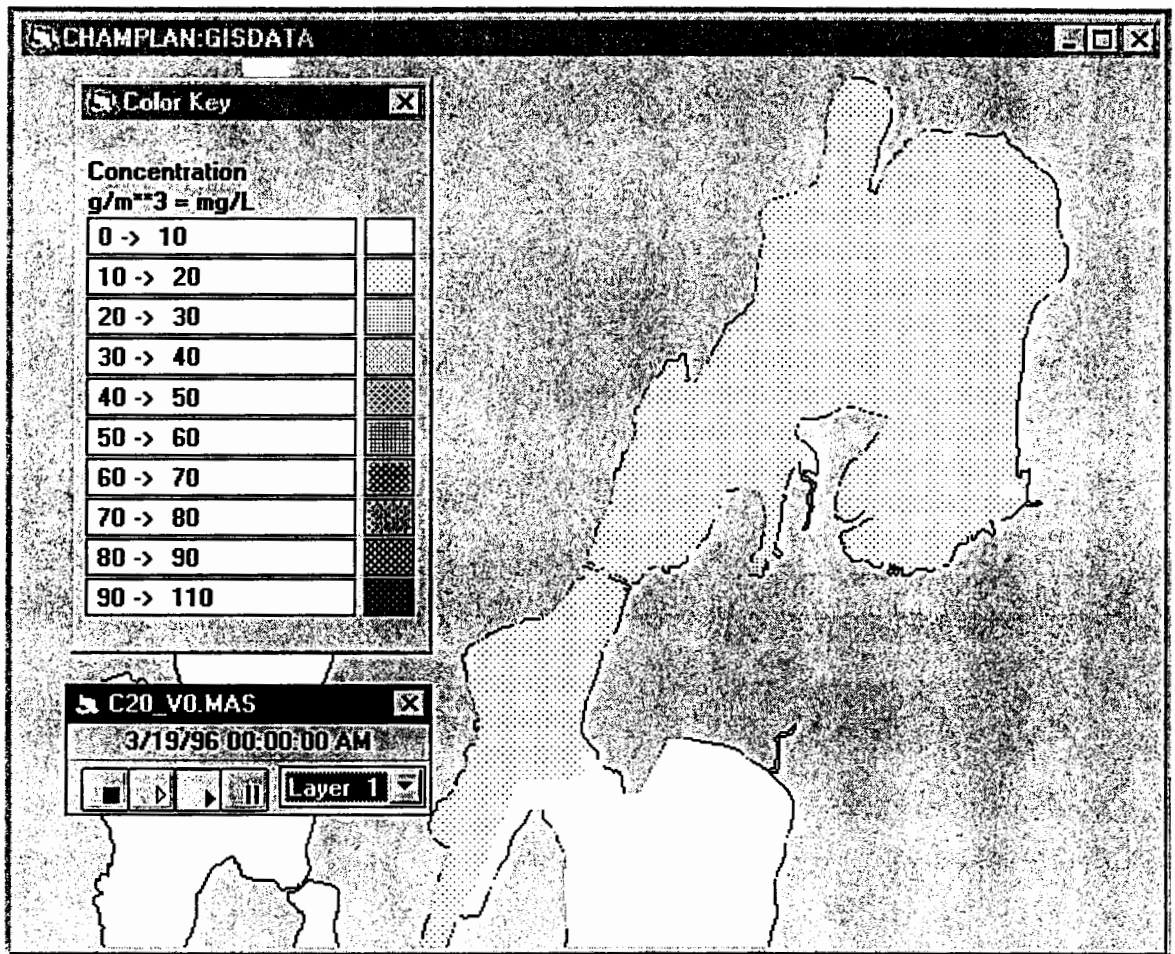 CHAMPLAN:GISDATA
Color Key
Concentration
g/m**3 = mg/L
0 -> 10
10 -> 20
20 -> 30
30 -> 40
40 -> 50
50 -> 60
60 -> 70
70 -> 80
80 -> 90
90 -> 110
C20_V0.MAS
3/19/96 00:00:00 AM
Layer 1